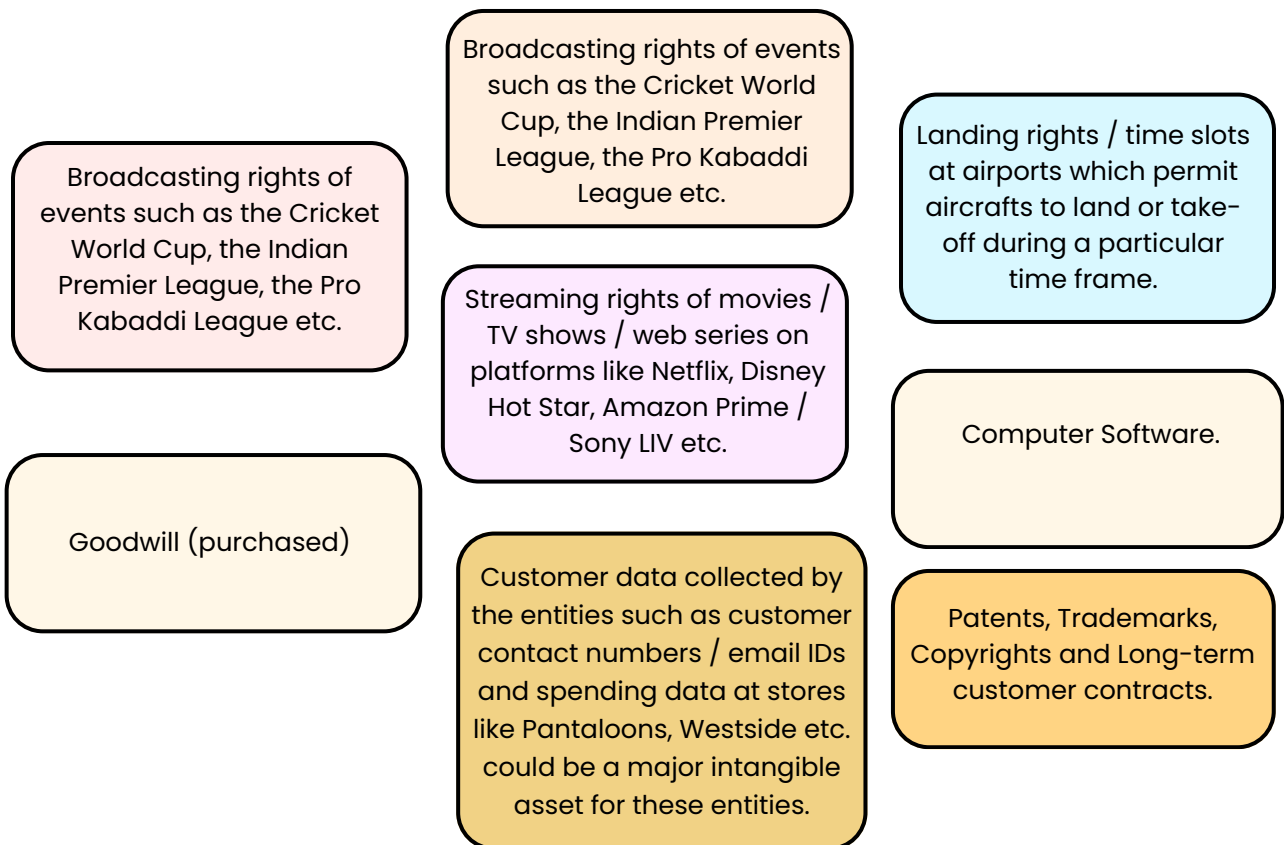 Broadcasting rights of
events such as the Cricket
World Cup, the Indian
Premier League, the Pro
Kabaddi League etc.
Goodwill (purchased)
Broadcasting rights of events
such as the Cricket World
Cup, the Indian Premier
League, the Pro Kabaddi
League etc.
Streaming rights of movies /
TV shows / web series on
platforms like Netflix, Disney
Hot Star, Amazon Prime /
Sony LIV etc.
Customer data collected by
the entities such as customer
contact numbers / email IDs
and spending data at stores
like Pantaloons, Westside etc.
could be a major intangible
asset for these entities.
Landing rights / time slots
at airports which permit
aircrafts to land or take-
off during a particular
time frame.
Computer Software.
Patents, Trademarks,
Copyrights and Long-term
customer contracts.